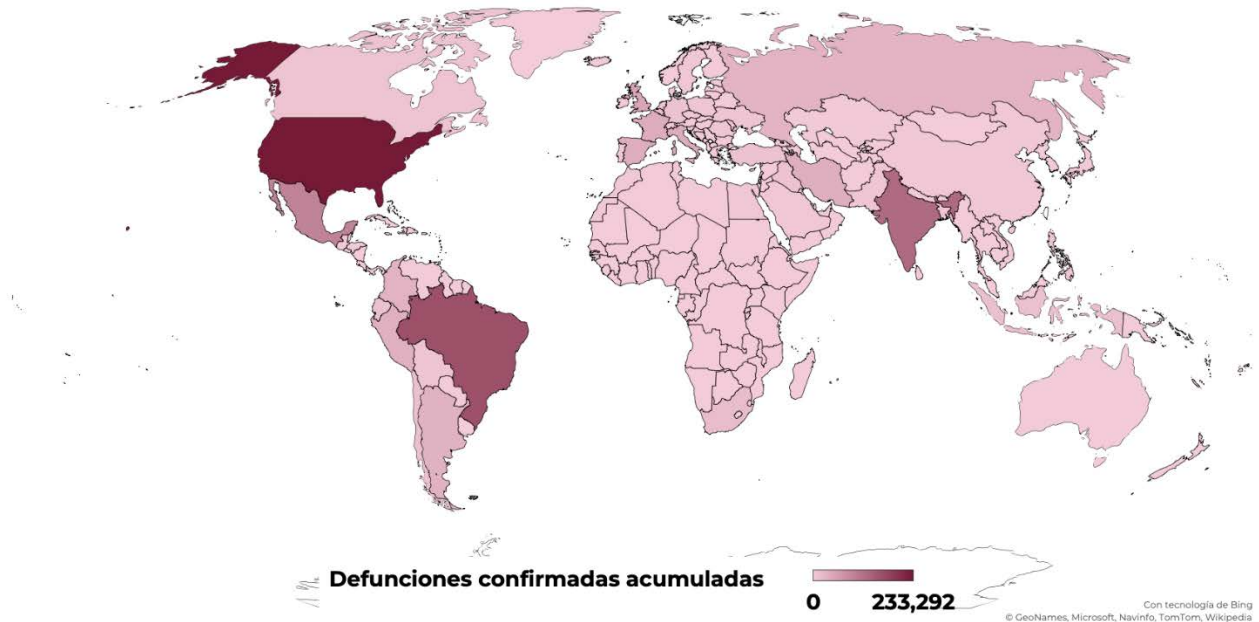 Defunciones confirmadas acumuladas
0
233,292
Con tecnología de Bing
© GeoNames, Microsoft, Navinfo, TomTom, Wikipedia